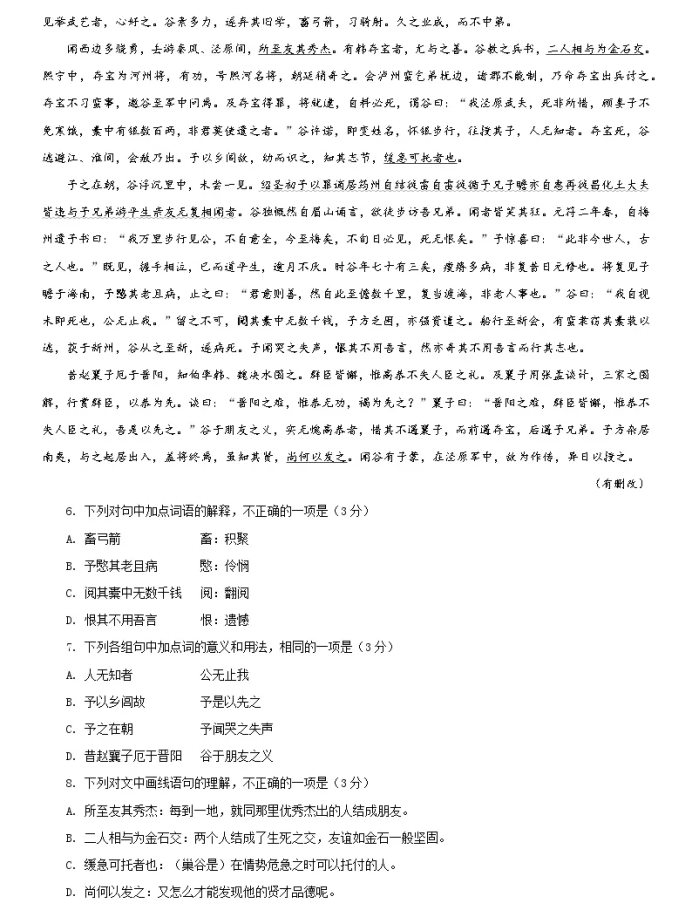 见举武艺者，心好之。谷素多力，遂弃其旧学，畜弓箭，习骑射。久之业成，而不中第。
闻西边多骁勇，去游秦凤、泾原间，所至友其秀杰。有韩存宝者，尤与之善。谷教之兵书，二人相与为金石交。
熙宁中，存宝为河州将，有功，号熙河名将，朝廷稍奇之。会泸州蛮乞弟扰边，诸郡不能制，乃命存宝出兵讨之。
存宝不习蛮事，邀谷至军中问焉。及存宝得罪，将就逮，自料必死，谓谷曰：“我泾原武夫，死非所惜，顾妻子不
免寒饿，橐中有银数百两，非君莫使遗之者。”谷许诺，即变姓名，怀银步行，往授其子，人无知者。存宝死，谷
逃避江、淮间，会赦乃出。予以乡闾故，幼而识之，知其志节，缓急可托者也。
予之在朝，谷浮沉里中，未尝一见。绍圣初予以罪谪居筠州自筠徙雷自雷徙循予兄子瞻亦自惠再徙昌化士大夫
皆讳与予兄弟游平生亲友无复相闻者。谷独慨然自眉山诵言，欲徒步访吾兄弟。闻者皆笑其狂。元符二年春，自梅
州遗予书曰：“我万里步行见公，不自意全，今至梅矣，不旬日必见，死无恨矣。”予惊喜曰：“此非今世人，古
之人也。”既见，握手相泣，已而道平生，逾月不厌。时谷年七十有三矣，瘦瘠多病，非复昔日元修也。将复见子
瞻于海南，予愍其老且病，止之曰：“君意则善，然自此至儋数千里，复当渡海，非老人事也。”谷曰：“我自视
未即死也，公无止我。”留之不可，阅其橐中无数千钱，予方乏困，亦强资遣之。船行至新会，有蛮隶窃其橐装以
逃，获于新州，谷从之至新，遂病死。予闻哭之失声，恨其不用吾言，然亦奇其不用吾言而行其志也。
昔赵襄子厄于晋阳，知伯率韩、魏决水围之。群臣皆懈，惟高恭不失人臣之礼。及襄子用张孟谈计，三家之围
解，行赏群臣，以恭为先。谈曰：“晋阳之难，惟恭无功，曷为先之？”襄子曰：“晋阳之难，群臣皆懈，惟恭不
失人臣之礼，吾是以先之。”谷于朋友之义，实无愧高恭者，惜其不遇襄子，而前遇存宝，后遇予兄弟。予方杂居
南夷，与之起居出入，盖将终焉，虽知其贤，尚何以发之。闻谷有子蒙，在泾原军中，故为作传，异日以授之。
（有删改）
6. 下列对句中加点词语的解释，不正确的一项是（3 分）
A. 畜弓箭 畜：积聚
B. 予愍其老且病 愍：怜悯
C. 阅其橐中无数千钱 阅：翻阅
D. 恨其不用吾言 恨：遗憾
7. 下列各组句中加点词的意义和用法，相同的一项是（3 分）
A. 人无知者 公无止我
B. 予以乡闾故 予是以先之
C. 予之在朝 予闻哭之失声
D. 昔赵襄子厄于晋阳 谷于朋友之义
8. 下列对文中画线语句的理解，不正确的一项是（3 分）
A. 所至友其秀杰：每到一地，就同那里优秀杰出的人结成朋友。
B. 二人相与为金石交：两个人结成了生死之交，友谊如金石一般坚固。
C. 缓急可托者也：（巢谷是）在情势危急之时可以托付的人。
D. 尚何以发之：又怎么才能发现他的贤才品德呢。